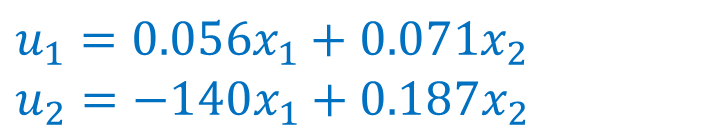 u₁ = 0.056x₁ + 0.071x₂
u₂ = −140x₁ + 0.187x₂